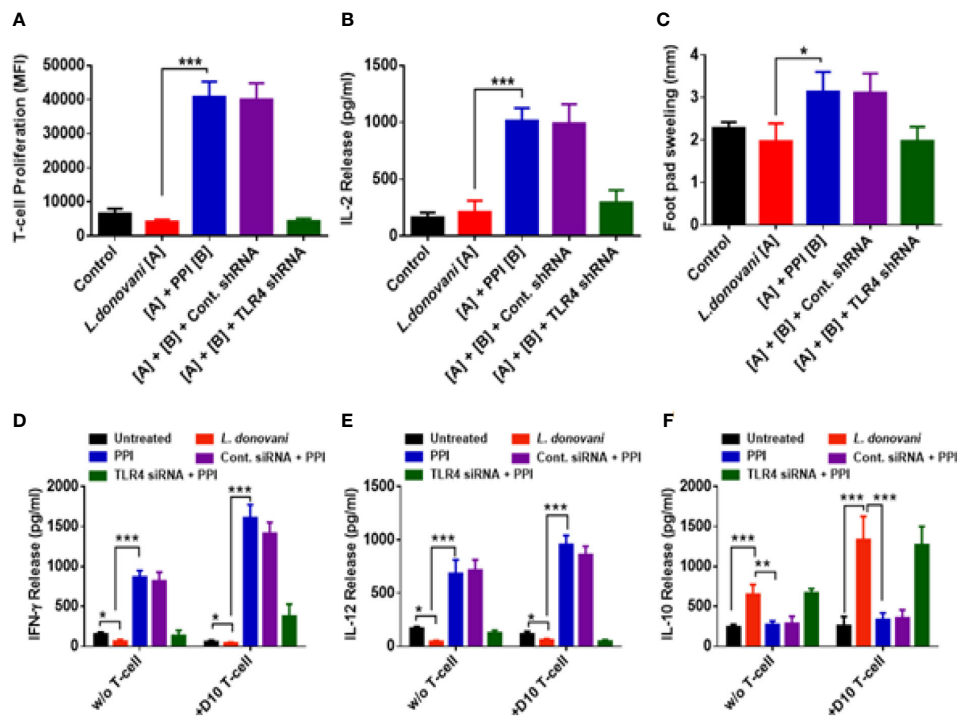 A
T-cell Proliferation (MFI)
50000
40000
30000
20000
10000
0
***
Control
L.donovani [A]
[A] + PPI [B]
[A] + [B] + Cont. shRNA
[A] + [B] + TLR4 shRNA
B
IL-2 Release (pg/ml)
1500
1000
500
0
***
Control
L.donovani [A]
[A] + PPI [B]
[A] + [B] + Cont. shRNA
[A] + [B] + TLR4 shRNA
C
Foot pad sweeling (mm)
4
3
2
1
0
*
Control
L.donovani [A]
[A] + PPI [B]
[A] + [B] + Cont. shRNA
[A] + [B] + TLR4 shRNA
D
Untreated
L. donovani
PPI
Cont. siRNA + PPI
TLR4 siRNA + PPI
IFN-γ Release (pg/ml)
2000
1500
1000
500
0
*
***
*
***
w/o T-cell
+D10 T-cell
E
Untreated
L. donovani
PPI
Cont. siRNA + PPI
TLR4 siRNA + PPI
IL-12 Release (pg/ml)
1500
1000
500
0
*
***
*
***
w/o T-cell
+D10 T-cell
F
Untreated
L. donovani
PPI
Cont. siRNA + PPI
TLR4 siRNA + PPI
IL-10 Release (pg/ml)
2000
1500
1000
500
0
***
**
***
***
w/o T-cell
+D10 T-cell